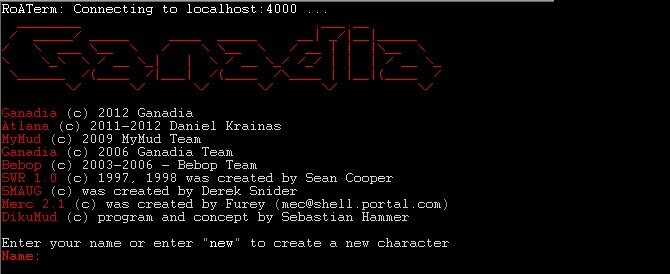 RoATerm: Connecting to localhost:4000 ...
Ganadia
Ganadia (c) 2012 Ganadia
Atlana (c) 2011-2012 Daniel Krainas
MyMud (c) 2009 MyMud Team
Ganadia (c) 2006 Ganadia Team
Bebop (c) 2003-2006 - Bebop Team
SWR 1.0 (c) 1997, 1998 was created by Sean Cooper
SMAUG (c) was created by Derek Snider
Merc 2.1 (c) was created by Furey (mec@shell.portal.com)
DikuMud (c) program and concept by Sebastian Hammer
Enter your name or enter "new" to create a new character
Name: